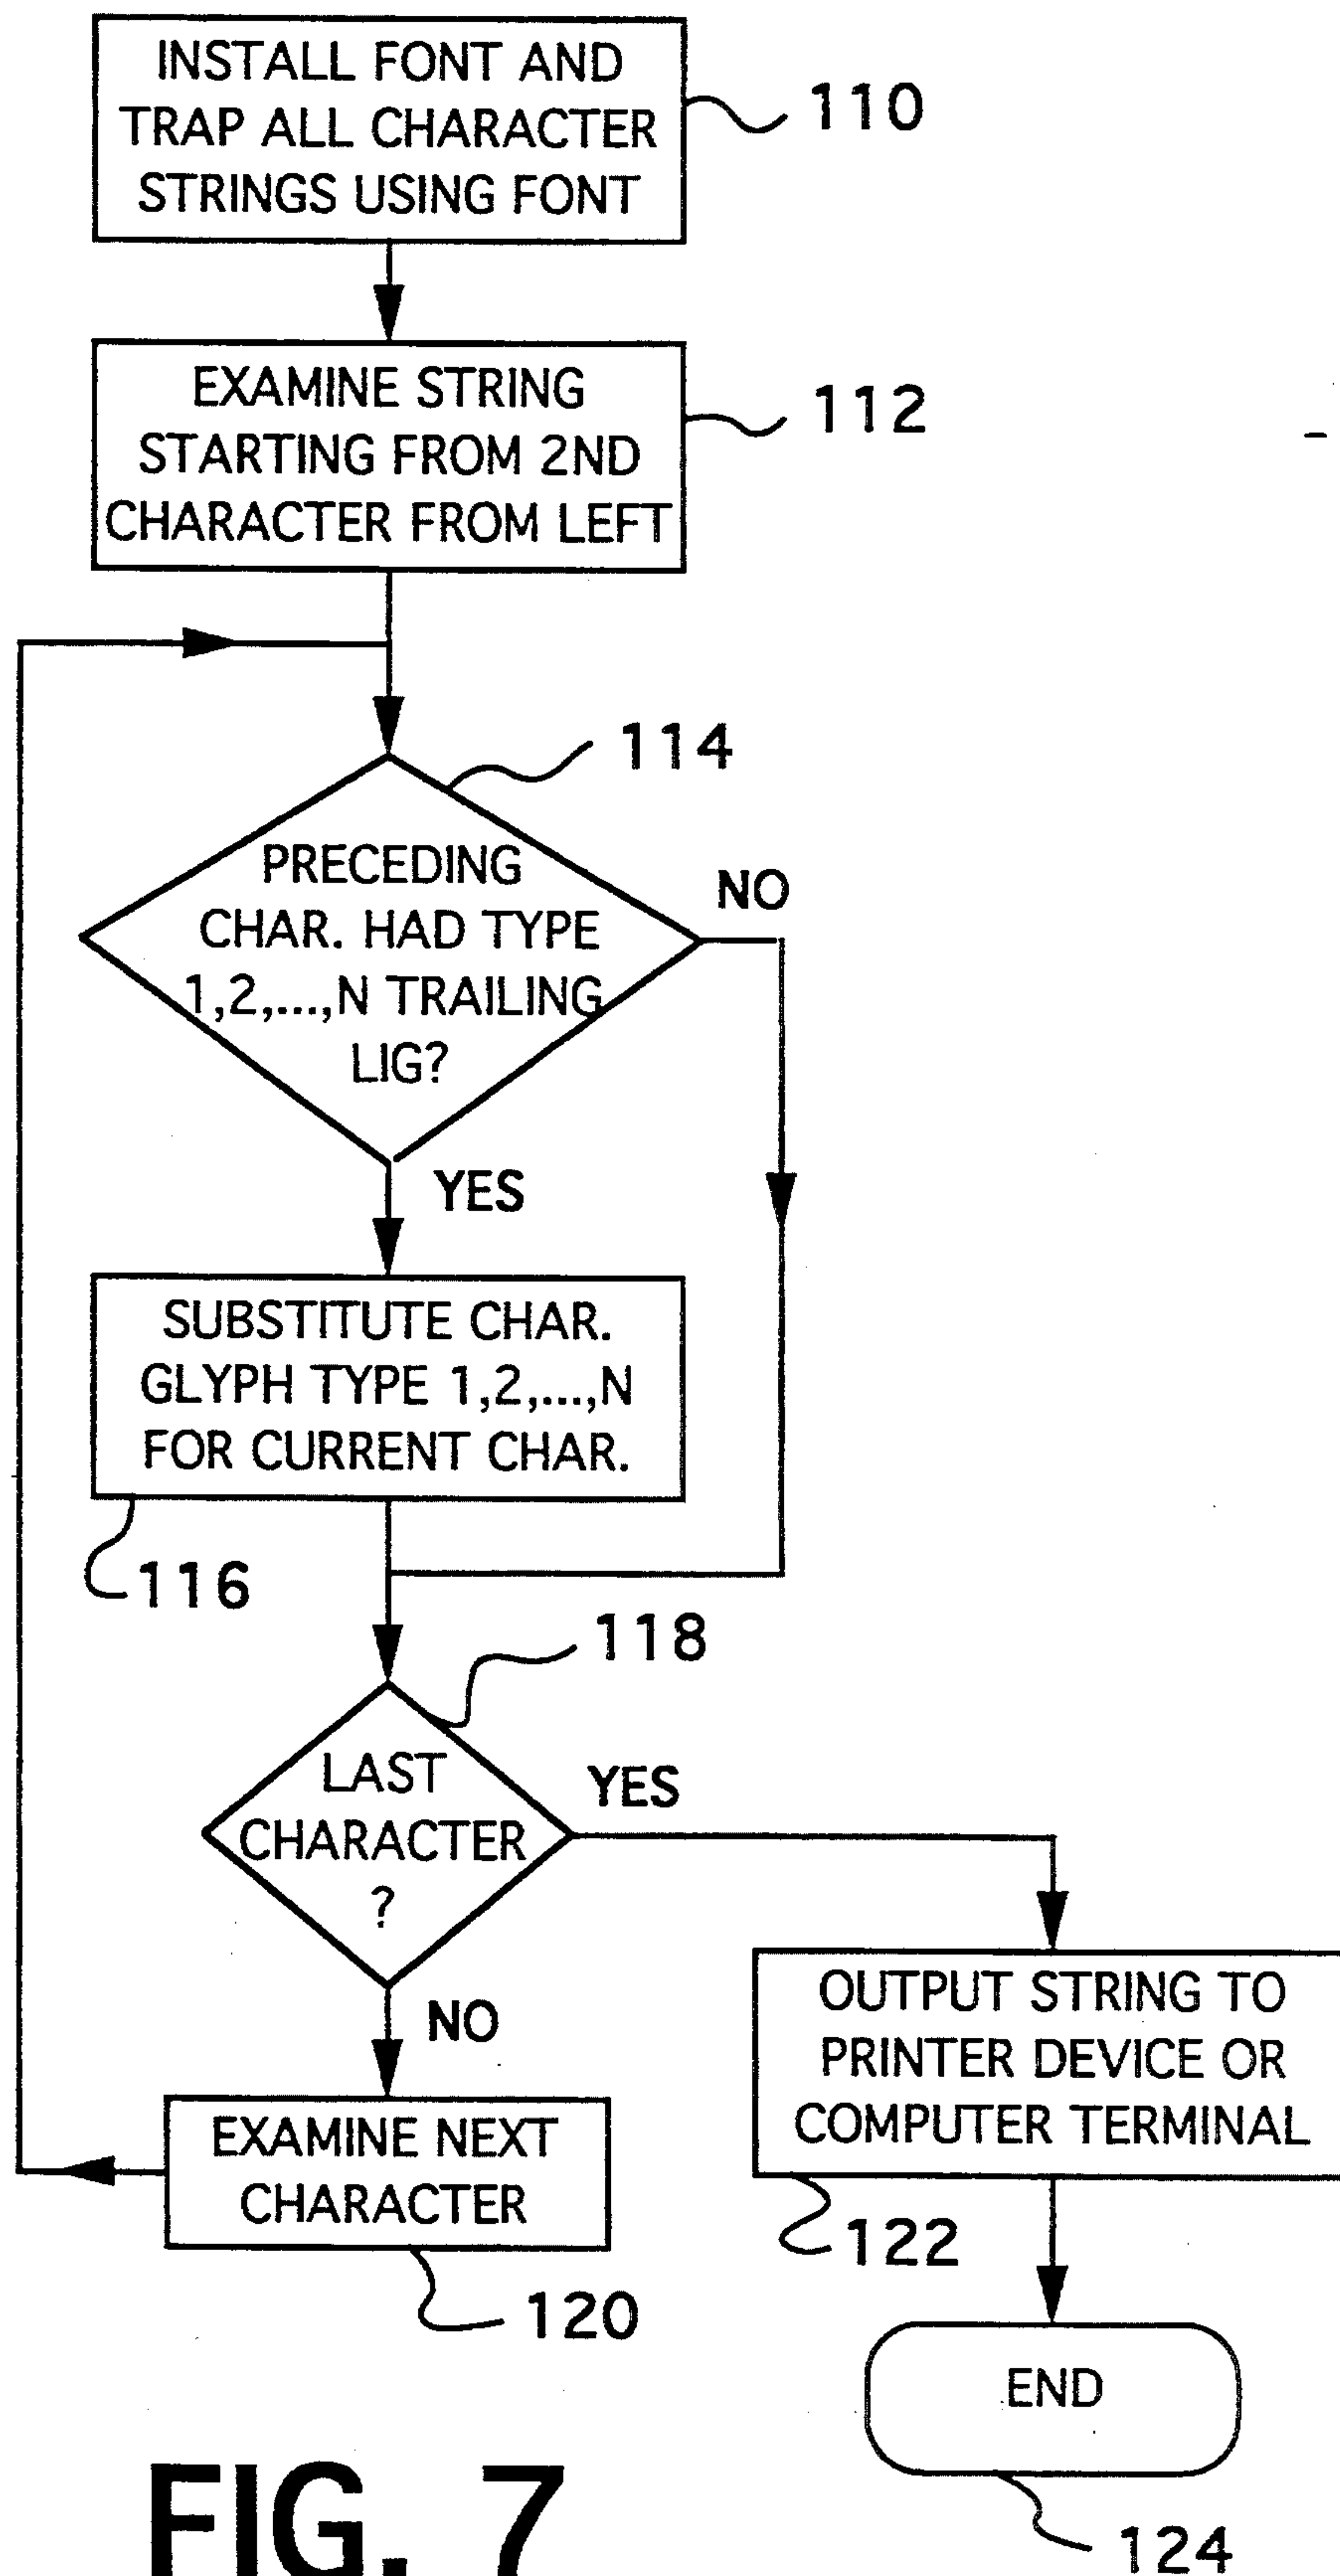 INSTALL FONT AND
TRAP ALL CHARACTER
STRINGS USING FONT
110
EXAMINE STRING
STARTING FROM 2ND
CHARACTER FROM LEFT
112
114
PRECEDING
CHAR. HAD TYPE
1,2,...,N TRAILING
LIG?
NO
YES
SUBSTITUTE CHAR.
GLYPH TYPE 1,2,...,N
FOR CURRENT CHAR.
116
118
LAST
CHARACTER
?
YES
NO
OUTPUT STRING TO
PRINTER DEVICE OR
COMPUTER TERMINAL
122
EXAMINE NEXT
CHARACTER
120
END
124
FIG. 7